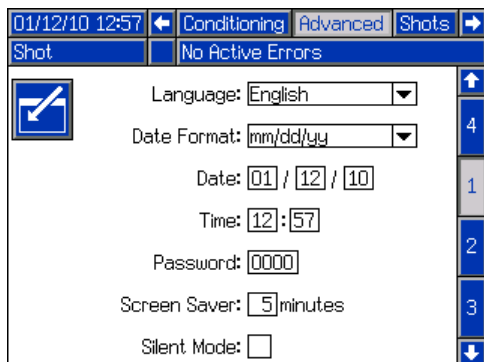 01/12/10 12:57 Conditioning Advanced Shots
Shot No Active Errors
Language: English
4
Date Format: mm/dd/yy
Date: 01 / 12 / 10
1
Time: 12:57
2
Password: 0000
Screen Saver: 5 minutes
3
Silent Mode: